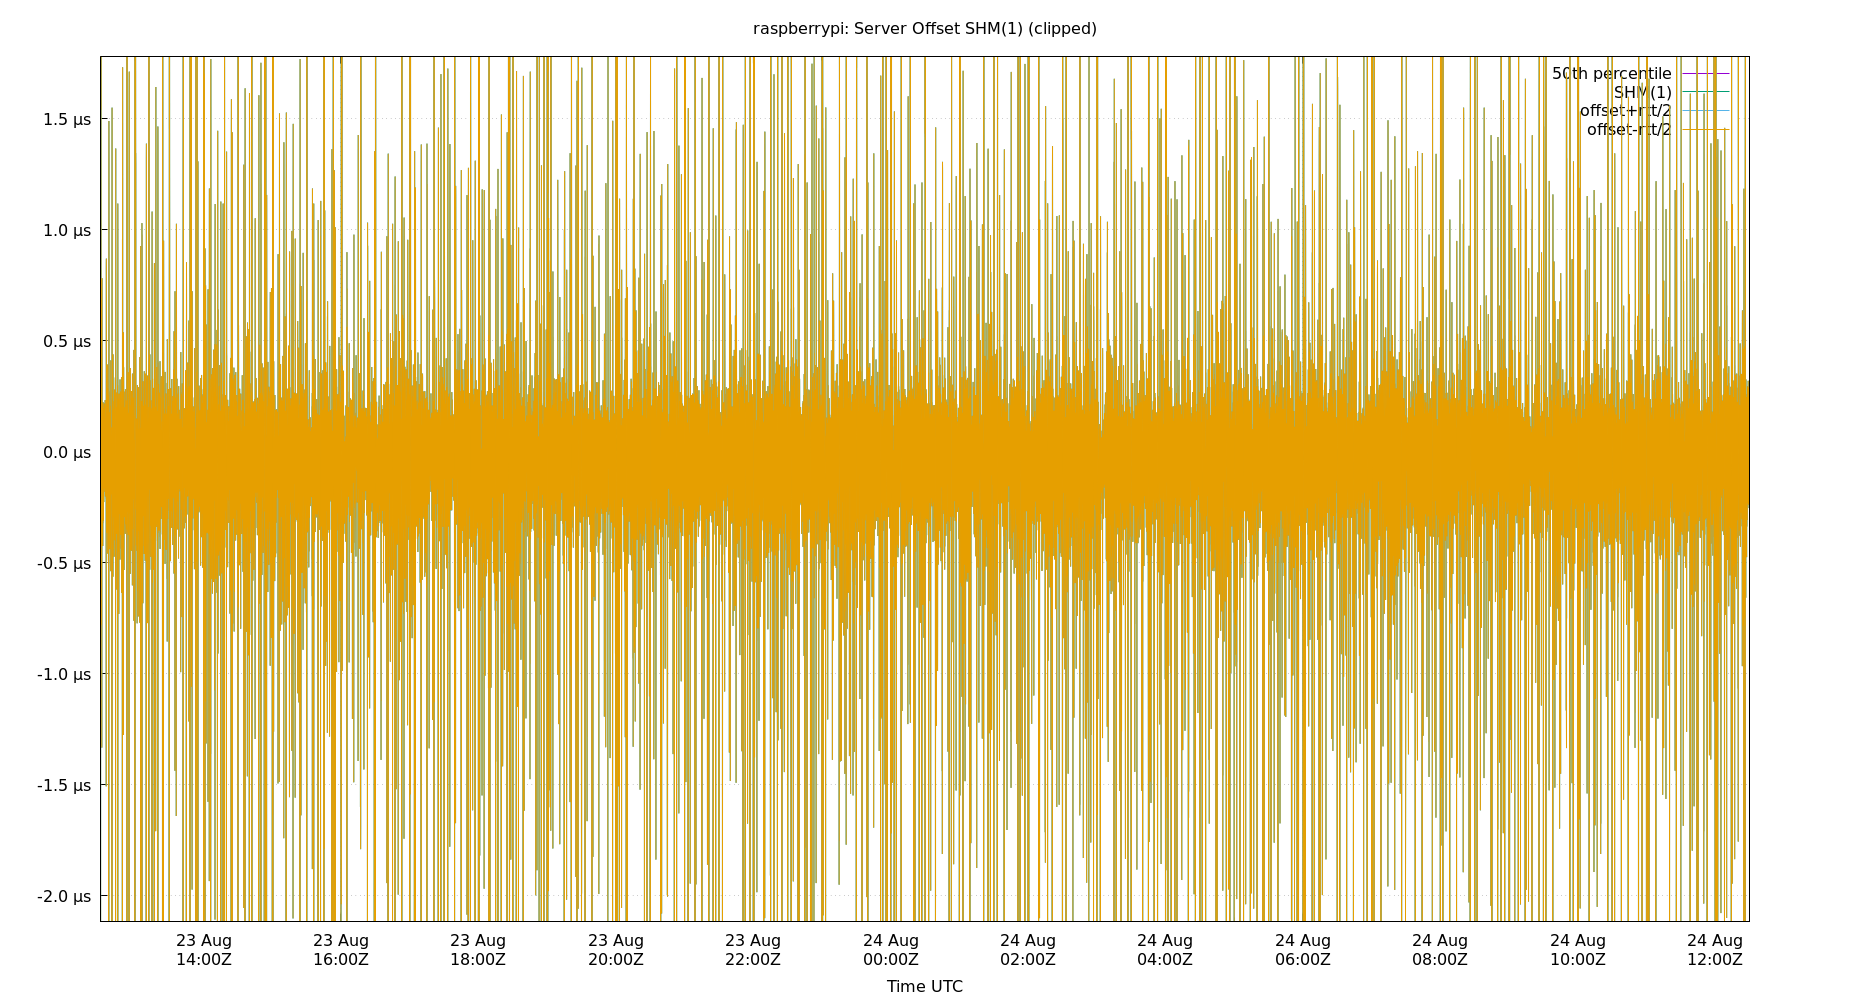 raspberrypi: Server Offset SHM(1) (clipped)
50th percentile
SHM(1)
offset+rtt/2
offset-rtt/2
1.5 µs
1.0 µs
0.5 µs
0.0 µs
-0.5 µs
-1.0 µs
-1.5 µs
-2.0 µs
23 Aug 23 Aug 23 Aug 23 Aug 23 Aug 24 Aug 24 Aug 24 Aug 24 Aug 24 Aug 24 Aug 24 Aug
14:00Z 16:00Z 18:00Z 20:00Z 22:00Z 00:00Z 02:00Z 04:00Z 06:00Z 08:00Z 10:00Z 12:00Z
Time UTC